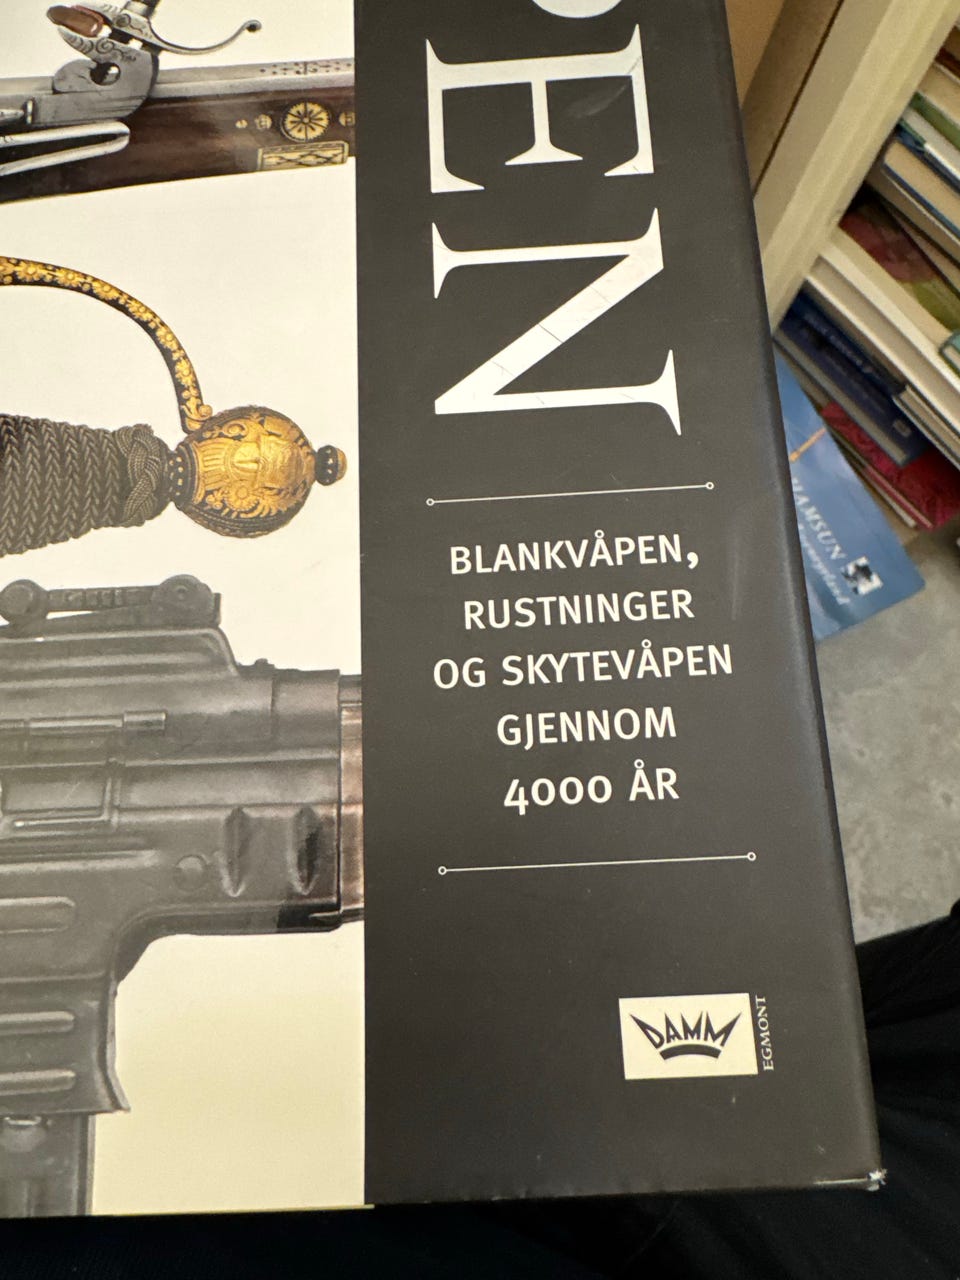 PEN
BLANKVÅPEN,
RUSTNINGER
OG SKYTEVÅPEN
GJENNOM
4000 ÅR
DAMM
EGMONT
HAMSUN